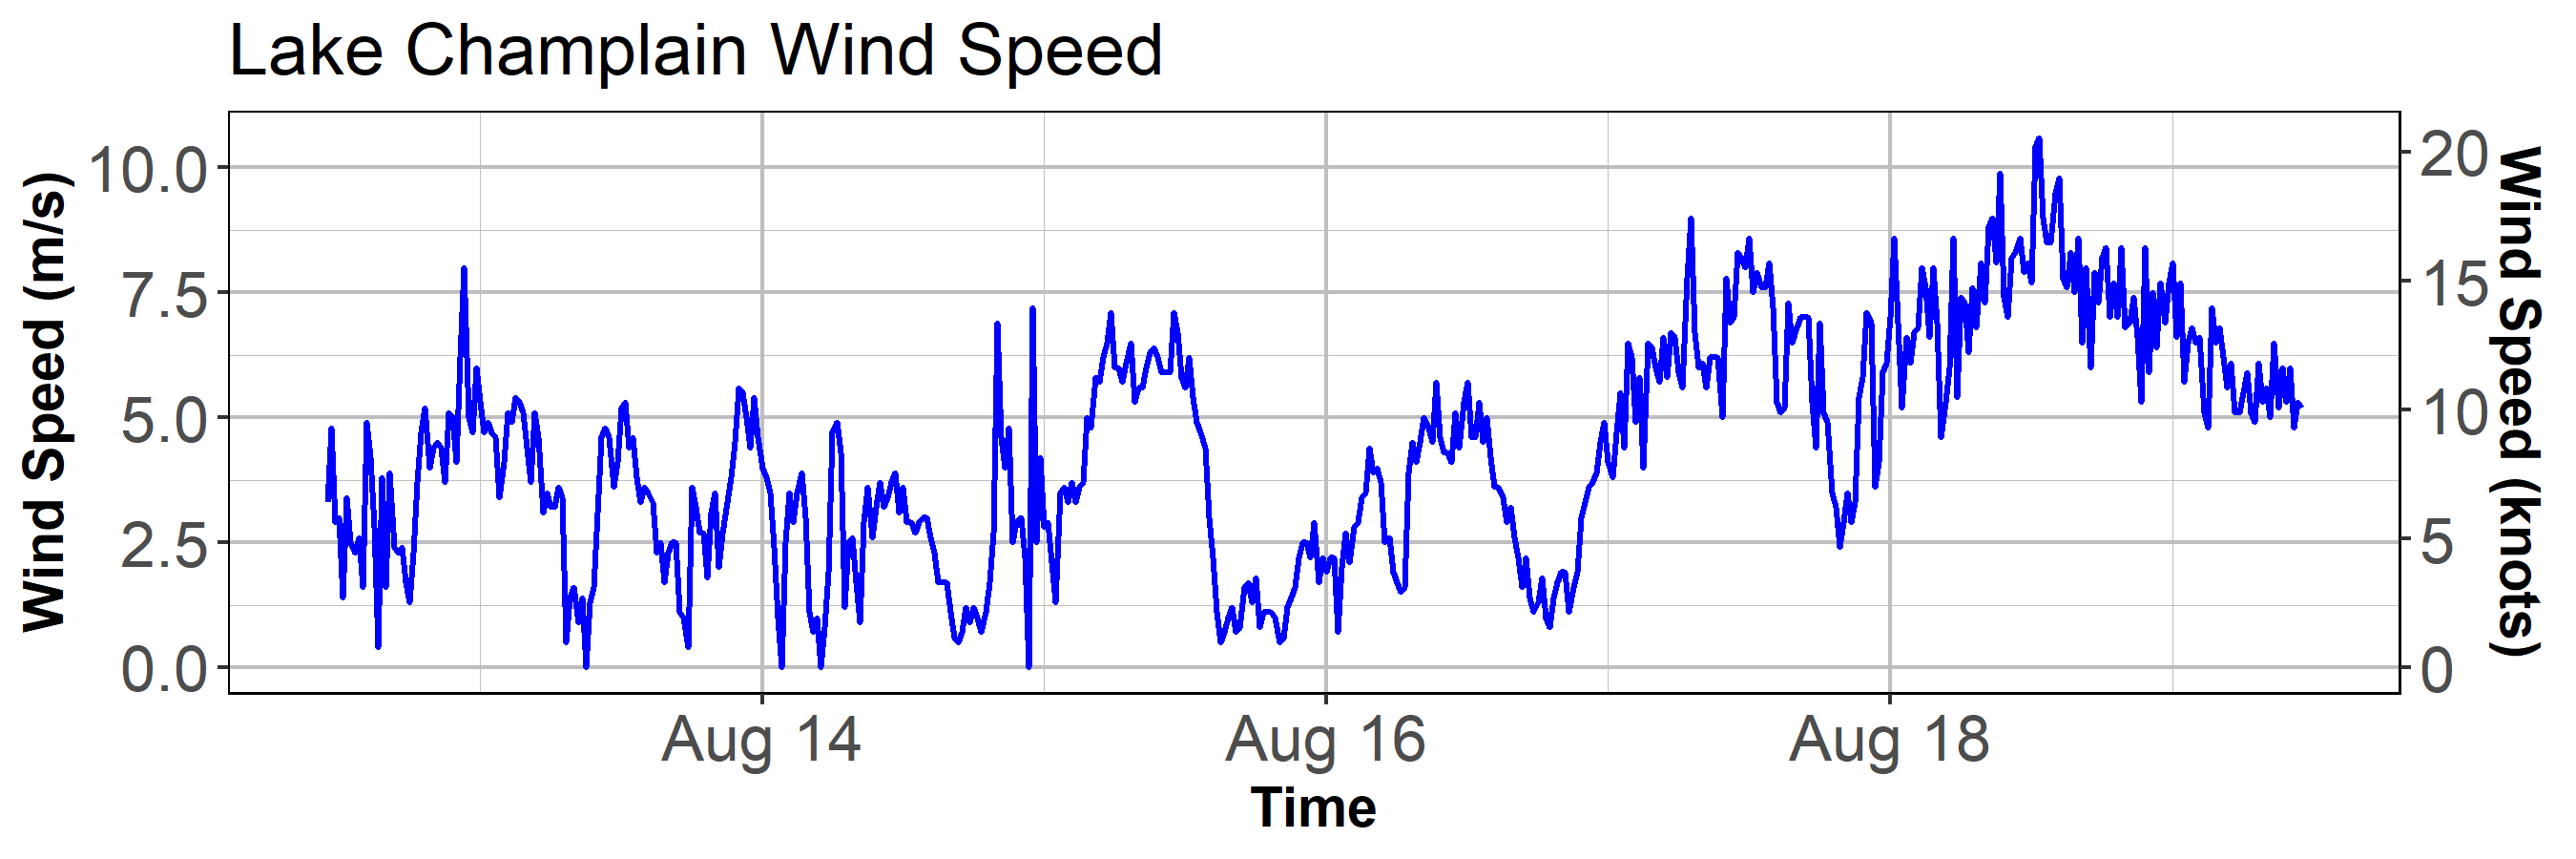 Lake Champlain Wind Speed
Wind Speed (m/s)
10.0
7.5
5.0
2.5
0.0
20
15
10
5
0
Wind Speed (knots)
Aug 14
Aug 16
Aug 18
Time